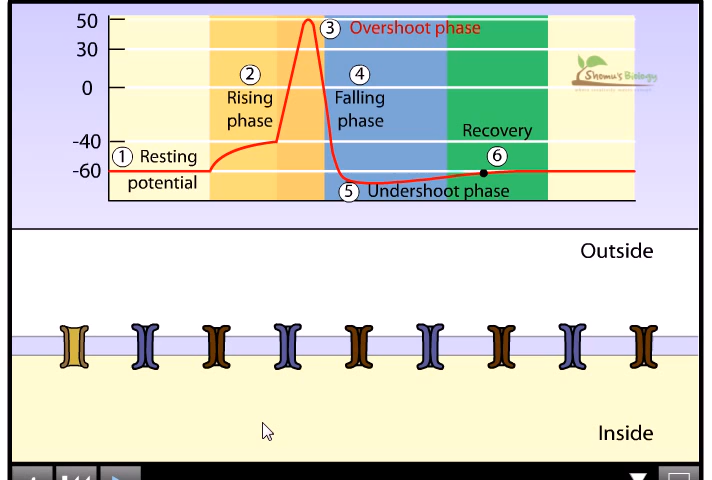 50
30
0
-40
-60
③ Overshoot phase
② Rising phase
④ Falling phase
① Resting potential
Recovery
⑥
⑤ Undershoot phase
Shomu's Biology
Outside
Inside